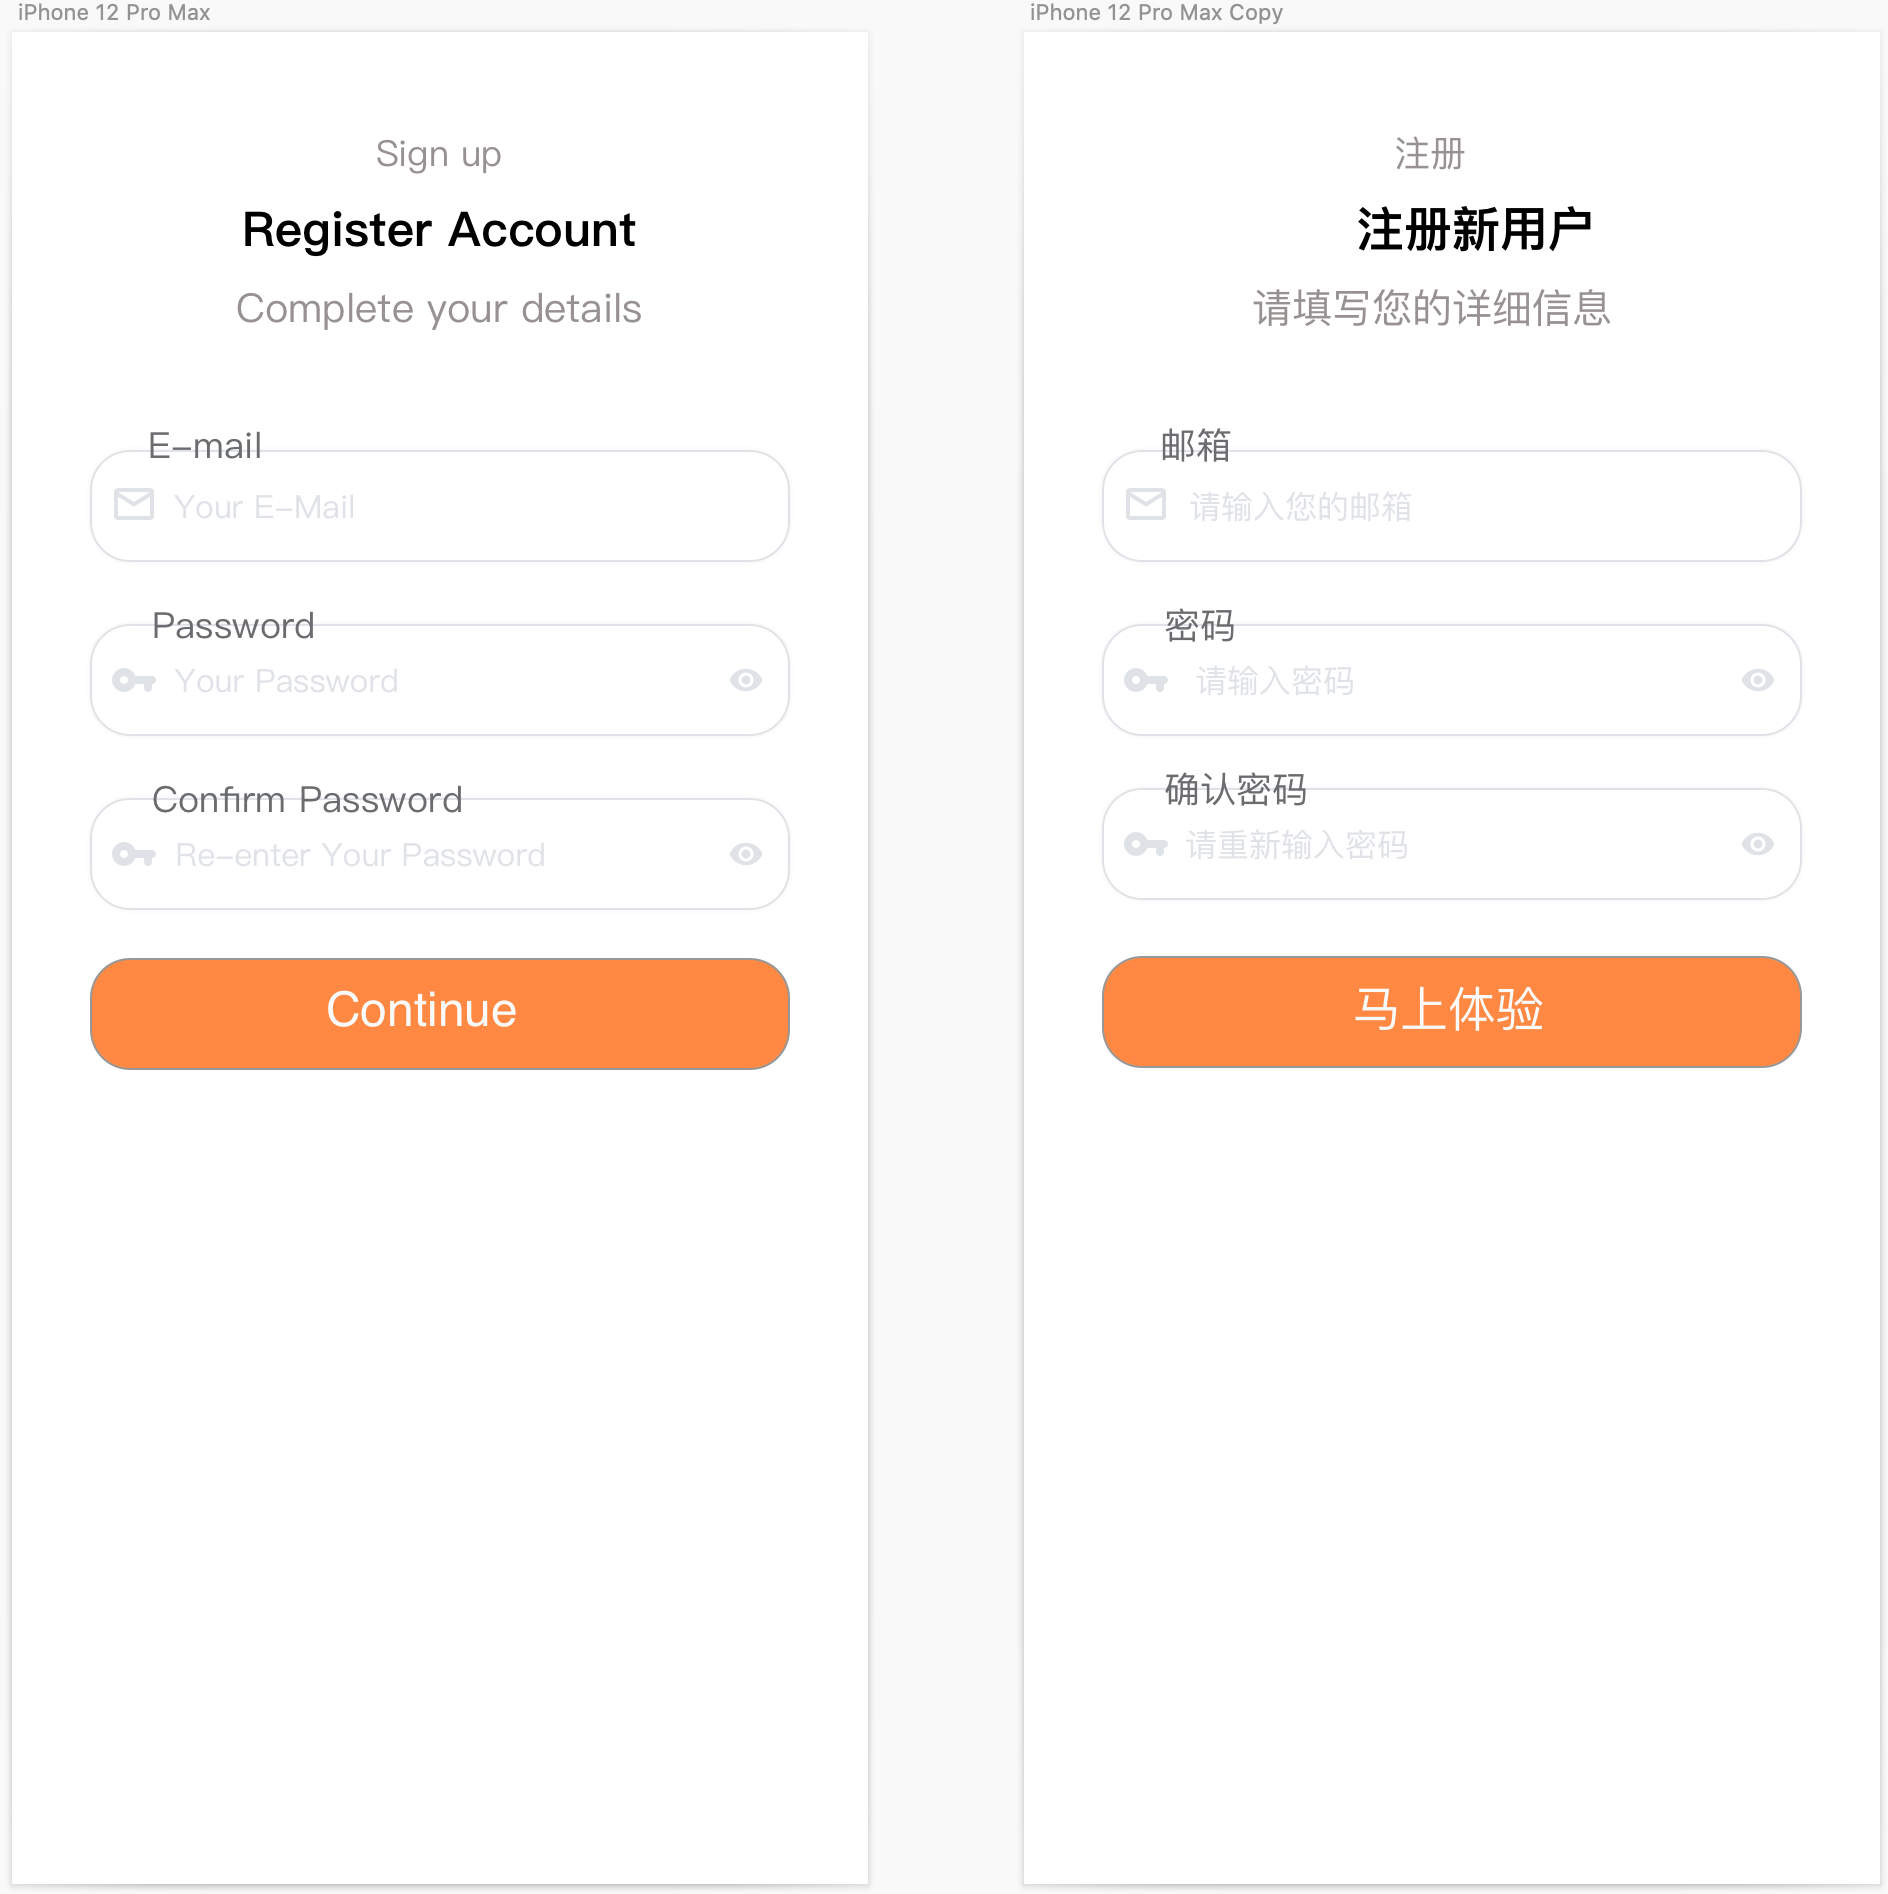 iPhone 12 Pro Max
Sign up
Register Account
Complete your details
E-mail
Your E-Mail
Password
Your Password
Confirm Password
Re-enter Your Password
Continue
iPhone 12 Pro Max Copy
注册
注册新用户
请填写您的详细信息
邮箱
请输入您的邮箱
密码
请输入密码
确认密码
请重新输入密码
马上体验